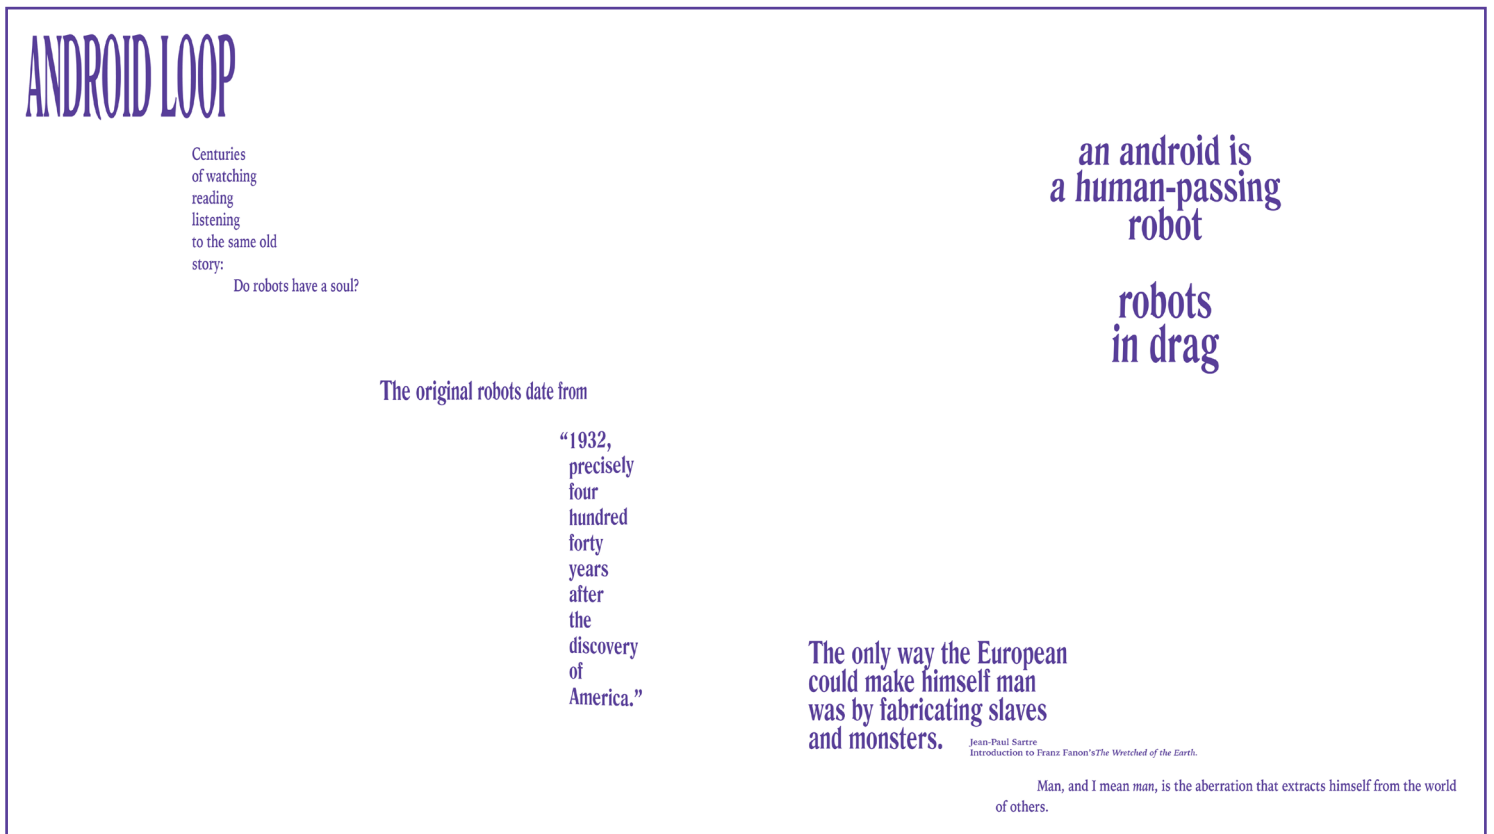 ANDROID LOOP
Centuries
of watching
reading
listening
to the same old
story:
Do robots have a soul?
an android is
a human-passing
robot
robots
in drag
The original robots date from
“1932,
precisely
four
hundred
forty
years
after
the
discovery
of
America.”
The only way the European
could make himself man
was by fabricating slaves
and monsters.
Jean-Paul Sartre
Introduction to Franz Fanon'sThe Wretched of the Earth.
Man, and I mean man, is the aberration that extracts himself from the world
of others.